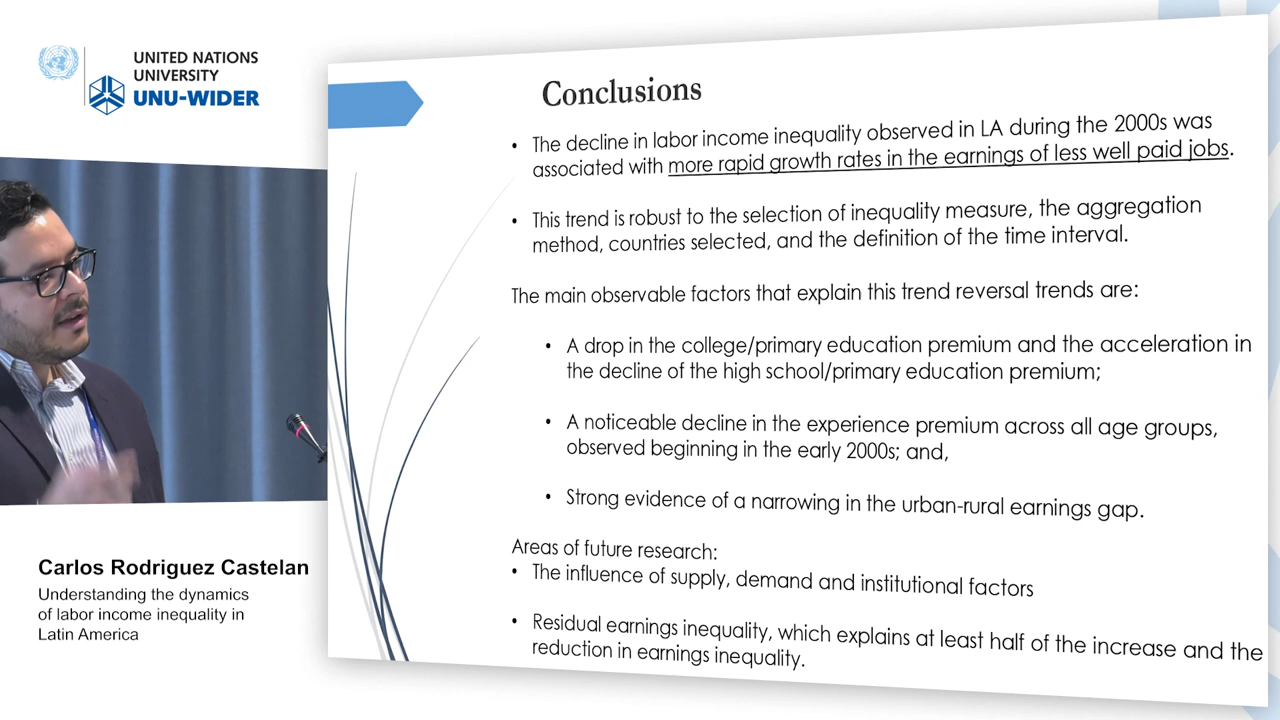 UNITED NATIONS
UNIVERSITY
UNU-WIDER
Conclusions
• The decline in labor income inequality observed in LA during the 2000s was
associated with more rapid growth rates in the earnings of less well paid jobs.
• This trend is robust to the selection of inequality measure, the aggregation
method, countries selected, and the definition of the time interval.
The main observable factors that explain this trend reversal trends are:
• A drop in the college/primary education premium and the acceleration in
the decline of the high school/primary education premium;
• A noticeable decline in the experience premium across all age groups,
observed beginning in the early 2000s; and,
• Strong evidence of a narrowing in the urban-rural earnings gap.
Areas of future research:
• The influence of supply, demand and institutional factors
• Residual earnings inequality, which explains at least half of the increase and the
reduction in earnings inequality.
Carlos Rodriguez Castelan
Understanding the dynamics
of labor income inequality in
Latin America